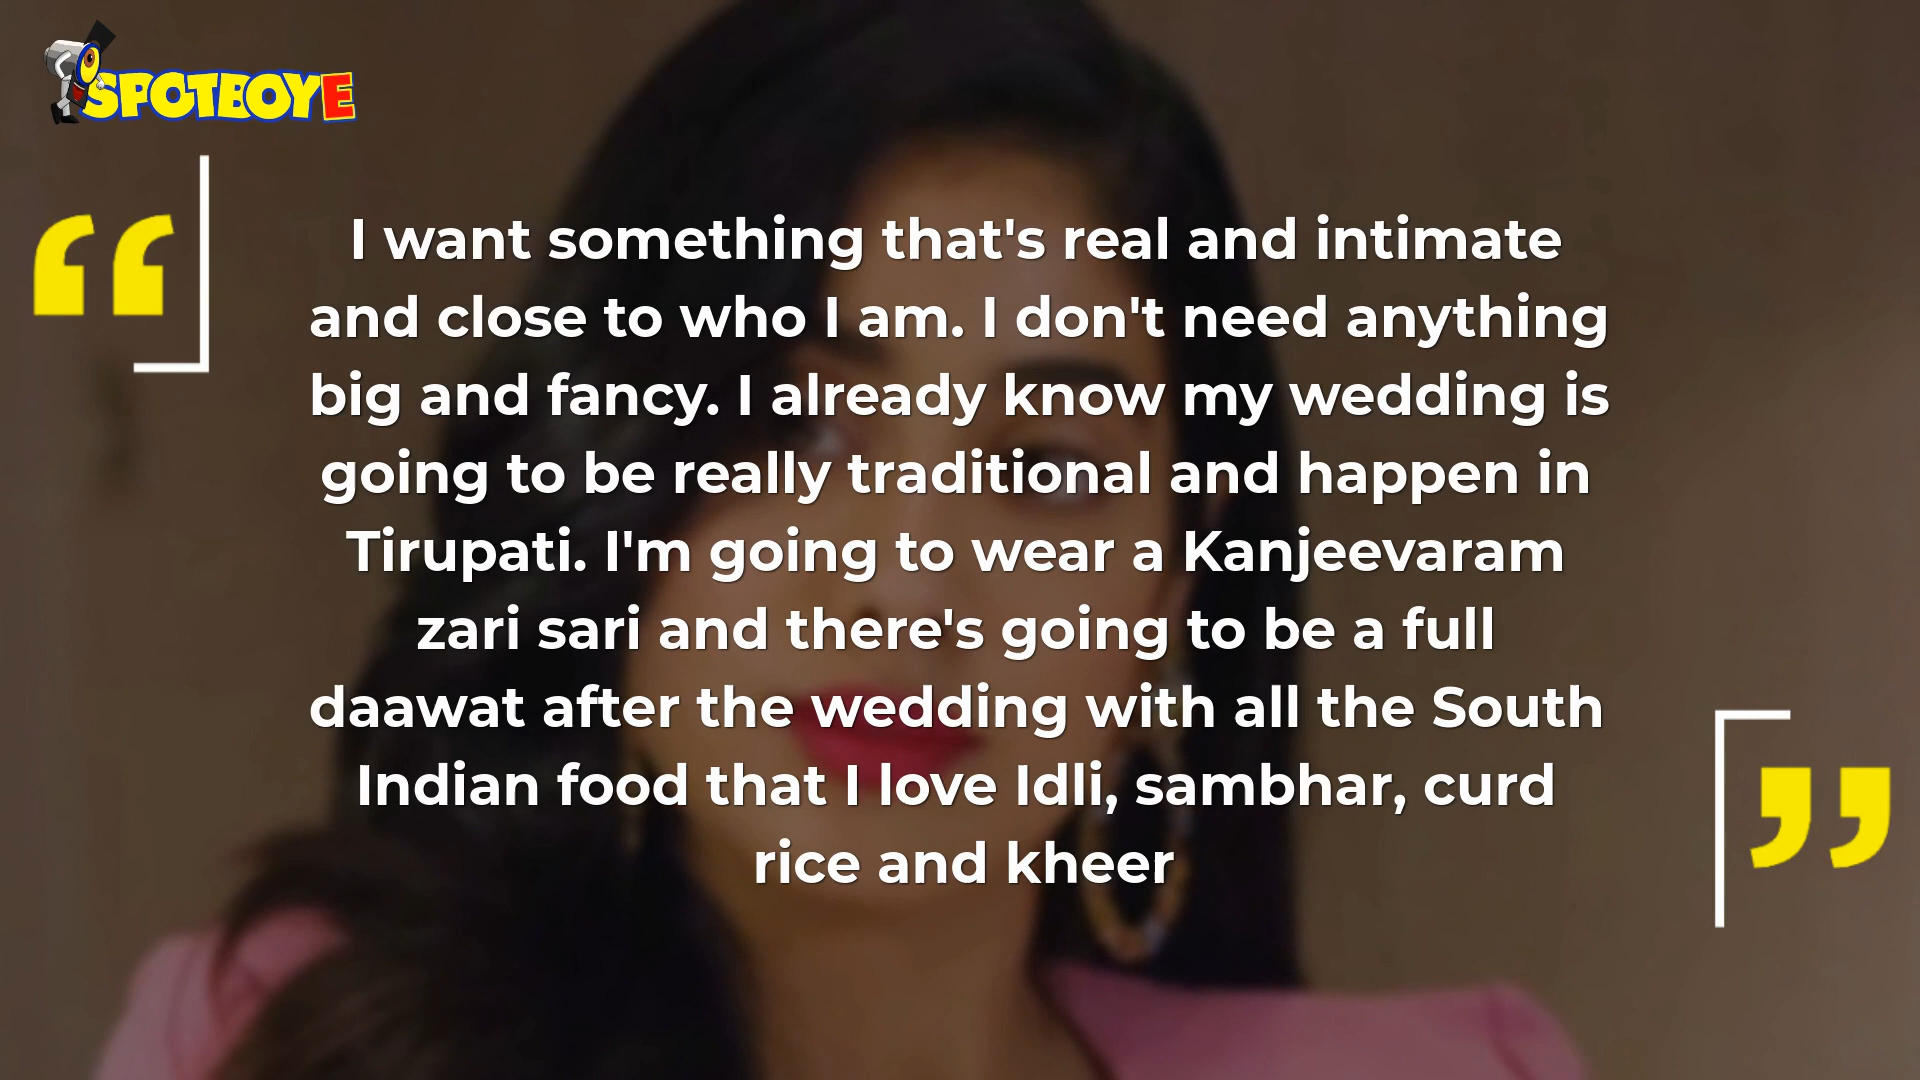 SPOTBOYE
I want something that's real and intimate
and close to who I am. I don't need anything
big and fancy. I already know my wedding is
going to be really traditional and happen in
Tirupati. I'm going to wear a Kanjeevaram
zari sari and there's going to be a full
daawat after the wedding with all the South
Indian food that I love Idli, sambhar, curd
rice and kheer